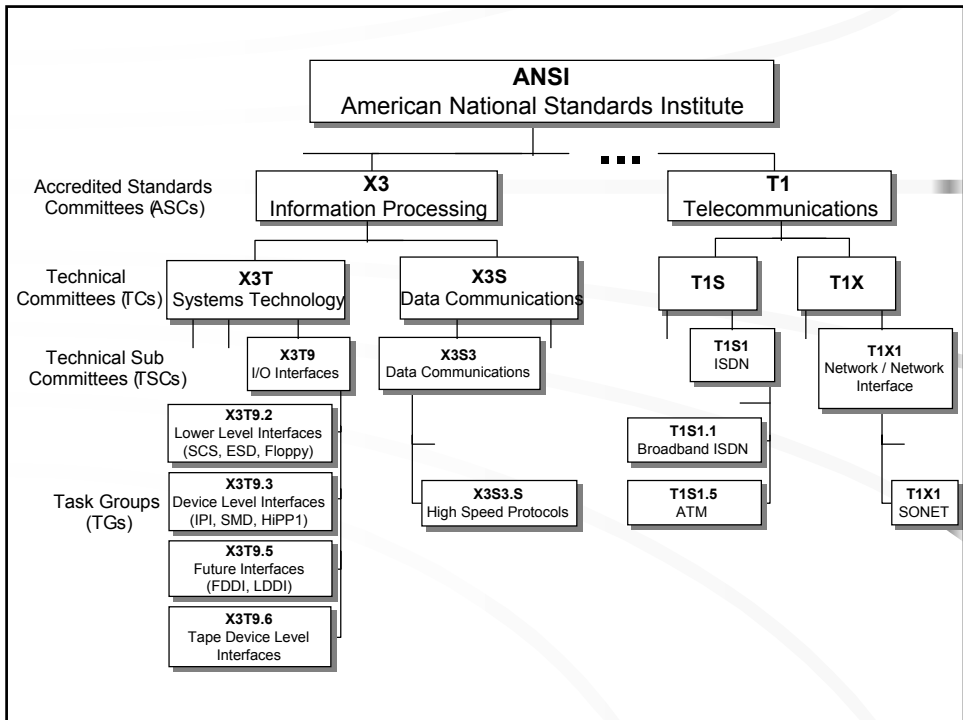 ANSI
American National Standards Institute
Accredited Standards
Committees (ASCs)
X3
Information Processing
T1
Telecommunications
Technical
Committees (TCs)
X3T
Systems Technology
X3S
Data Communications
T1S
T1X
Technical Sub
Committees (TSCs)
X3T9
I/O Interfaces
X3S3
Data Communications
T1S1
ISDN
T1X1
Network / Network
Interface
Task Groups
(TGs)
X3T9.2
Lower Level Interfaces
(SCS, ESD, Floppy)
X3T9.3
Device Level Interfaces
(IPI, SMD, HiPP1)
X3T9.5
Future Interfaces
(FDDI, LDDI)
X3T9.6
Tape Device Level
Interfaces
X3S3.S
High Speed Protocols
T1S1.1
Broadband ISDN
T1S1.5
ATM
T1X1
SONET